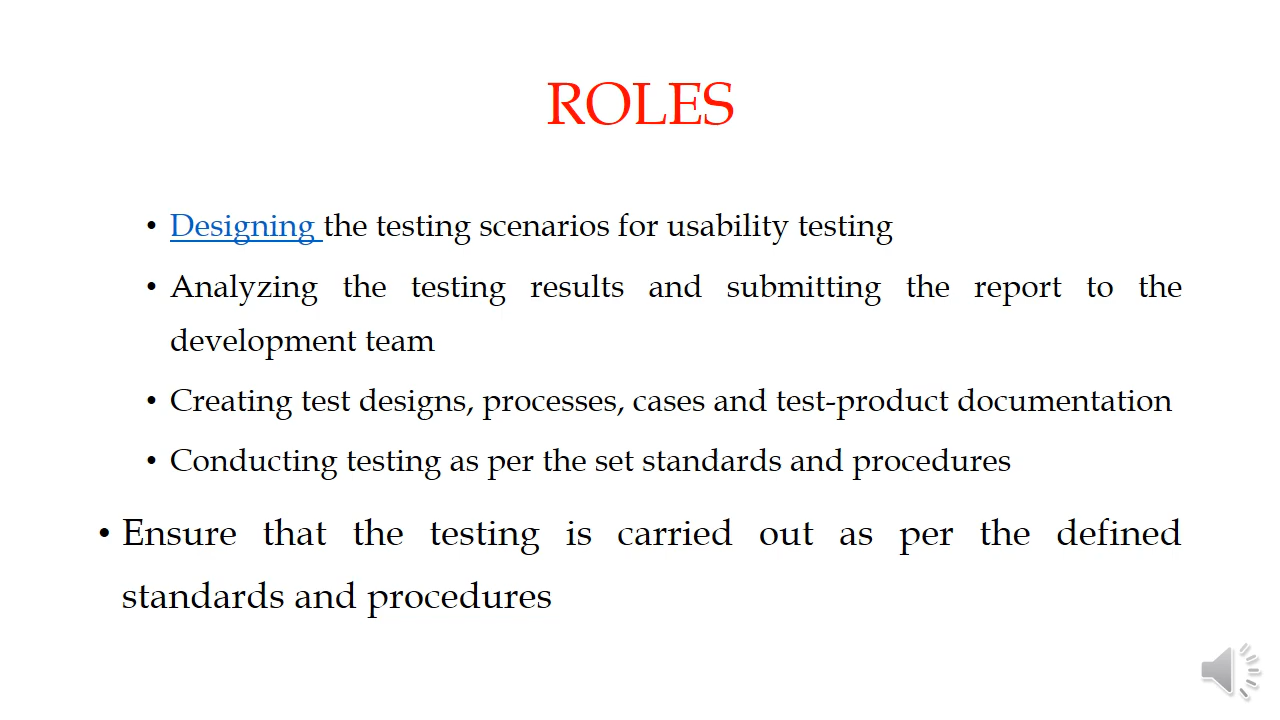 ROLES
• Designing the testing scenarios for usability testing
• Analyzing the testing results and submitting the report to the
development team
• Creating test designs, processes, cases and test-product documentation
• Conducting testing as per the set standards and procedures
• Ensure that the testing is carried out as per the defined
standards and procedures